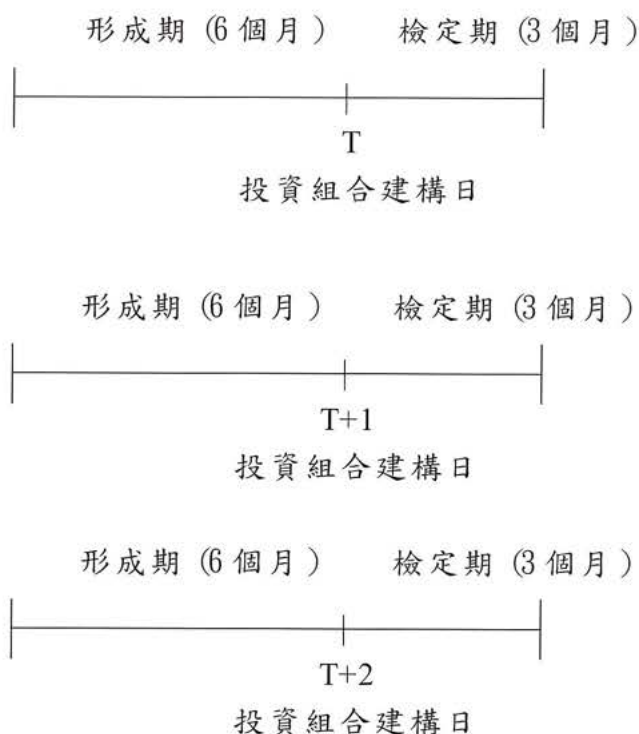 形成期 (6 個月) 檢定期 (3 個月)
T
投資組合建構日
形成期 (6 個月) 檢定期 (3 個月)
T+1
投資組合建構日
形成期 (6 個月) 檢定期 (3 個月)
T+2
投資組合建構日